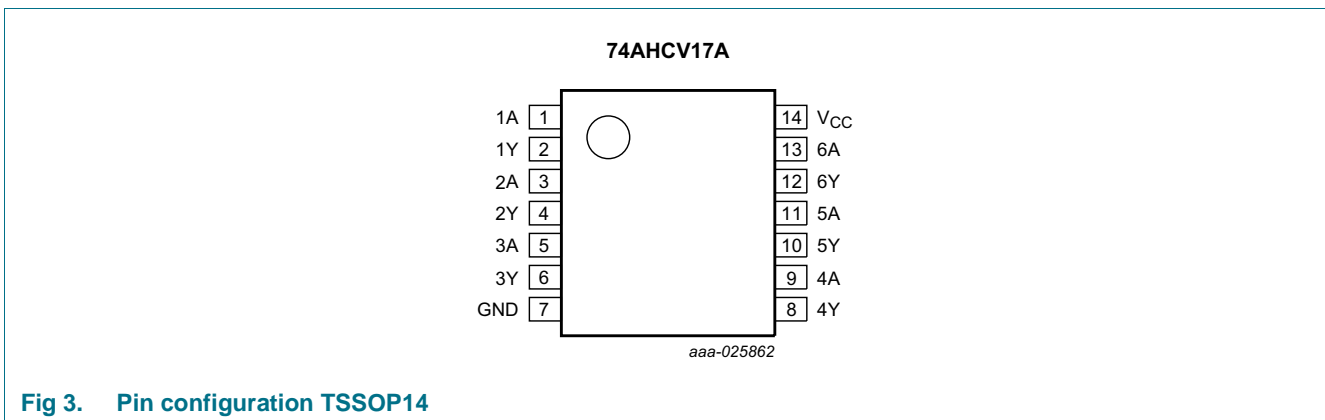 74AHCV17A
1A 1 14 VCC
1Y 2 13 6A
2A 3 12 6Y
2Y 4 11 5A
3A 5 10 5Y
3Y 6 9 4A
GND 7 8 4Y
aaa-025862
Fig 3. Pin configuration TSSOP14